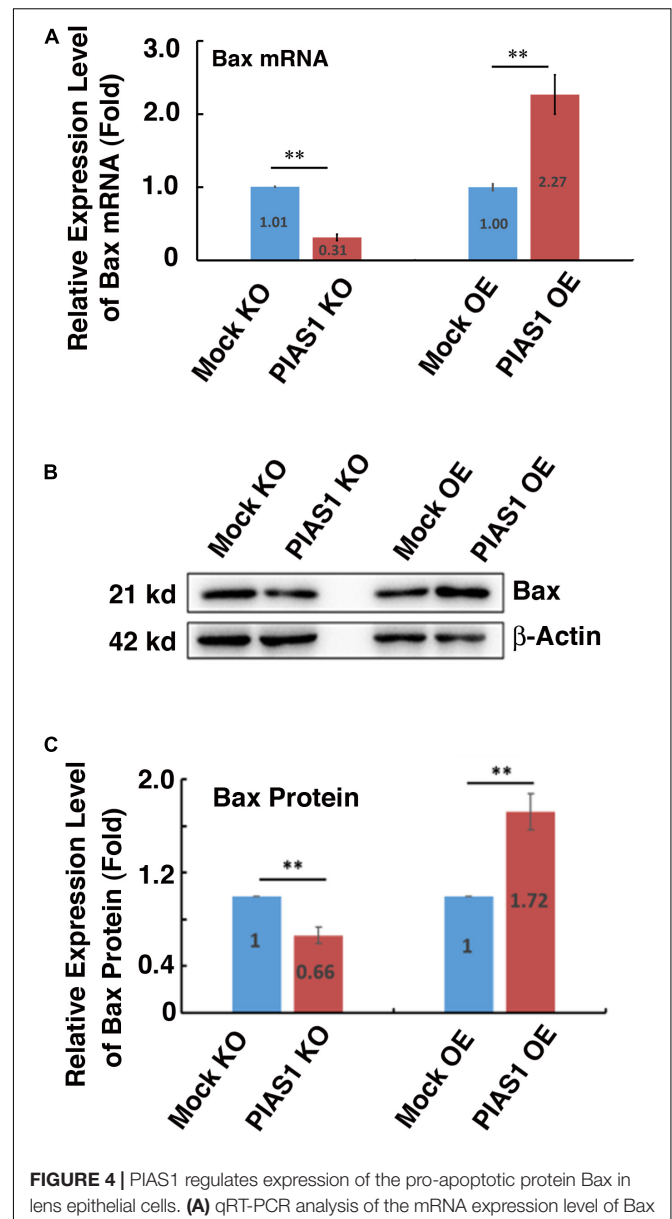 A
Relative Expression Level
of Bax mRNA (Fold)
3.0
2.0
1.0
0
Bax mRNA
**
**
1.01
0.31
1.00
2.27
Mock KO
PIAS1 KO
Mock OE
PIAS1 OE
B
Mock KO
PIAS1 KO
Mock OE
PIAS1 OE
21 kd
Bax
42 kd
β-Actin
C
Relative Expression Level
of Bax Protein (Fold)
2.0
1.2
0.4
0
Bax Protein
**
**
1
0.66
1
1.72
Mock KO
PIAS1 KO
Mock OE
PIAS1 OE
FIGURE 4 | PIAS1 regulates expression of the pro-apoptotic protein Bax in
lens epithelial cells. (A) qRT-PCR analysis of the mRNA expression level of Bax